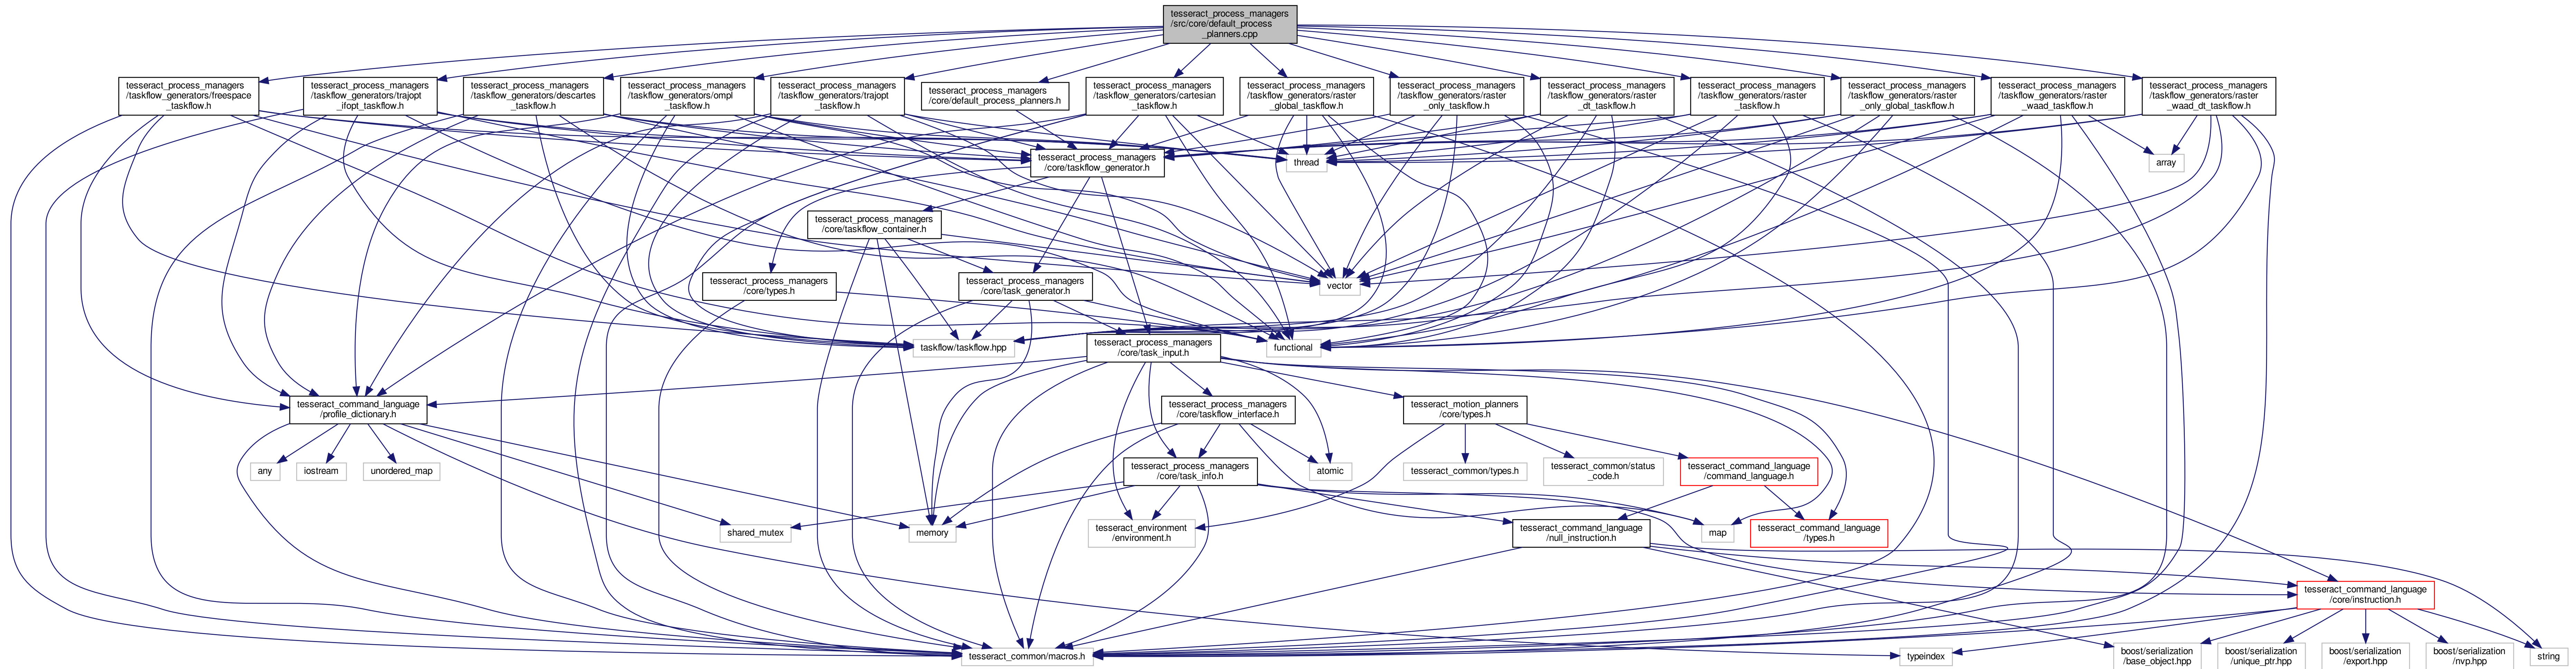 tesseract_process_managers
/src/core/default_process
_planners.cpp
tesseract_process_managers
/taskflow_generators/freespace
_taskflow.h
tesseract_process_managers
/taskflow_generators/trajopt
_ifopt_taskflow.h
tesseract_process_managers
/taskflow_generators/descartes
_taskflow.h
tesseract_process_managers
/taskflow_generators/ompl
_taskflow.h
tesseract_process_managers
/taskflow_generators/trajopt
_taskflow.h
tesseract_process_managers
/core/default_process_planners.h
tesseract_process_managers
/taskflow_generators/cartesian
_taskflow.h
tesseract_process_managers
/taskflow_generators/raster
_global_taskflow.h
tesseract_process_managers
/taskflow_generators/raster
_only_taskflow.h
tesseract_process_managers
/taskflow_generators/raster
_dt_taskflow.h
tesseract_process_managers
/taskflow_generators/raster
_taskflow.h
tesseract_process_managers
/taskflow_generators/raster
_only_global_taskflow.h
tesseract_process_managers
/taskflow_generators/raster
_waad_taskflow.h
tesseract_process_managers
/taskflow_generators/raster
_waad_dt_taskflow.h
tesseract_process_managers
/core/taskflow_generator.h
thread
array
tesseract_process_managers
/core/taskflow_container.h
tesseract_process_managers
/core/types.h
tesseract_process_managers
/core/task_generator.h
vector
taskflow/taskflow.hpp
tesseract_process_managers
/core/task_input.h
functional
tesseract_command_language
/profile_dictionary.h
tesseract_process_managers
/core/taskflow_interface.h
tesseract_motion_planners
/core/types.h
any
iostream
unordered_map
tesseract_process_managers
/core/task_info.h
atomic
tesseract_common/types.h
tesseract_common/status
_code.h
tesseract_command_language
/command_language.h
shared_mutex
memory
tesseract_environment
/environment.h
tesseract_command_language
/null_instruction.h
map
tesseract_command_language
/types.h
tesseract_command_language
/core/instruction.h
tesseract_common/macros.h
typeindex
boost/serialization
/base_object.hpp
boost/serialization
/unique_ptr.hpp
boost/serialization
/export.hpp
boost/serialization
/nvp.hpp
string